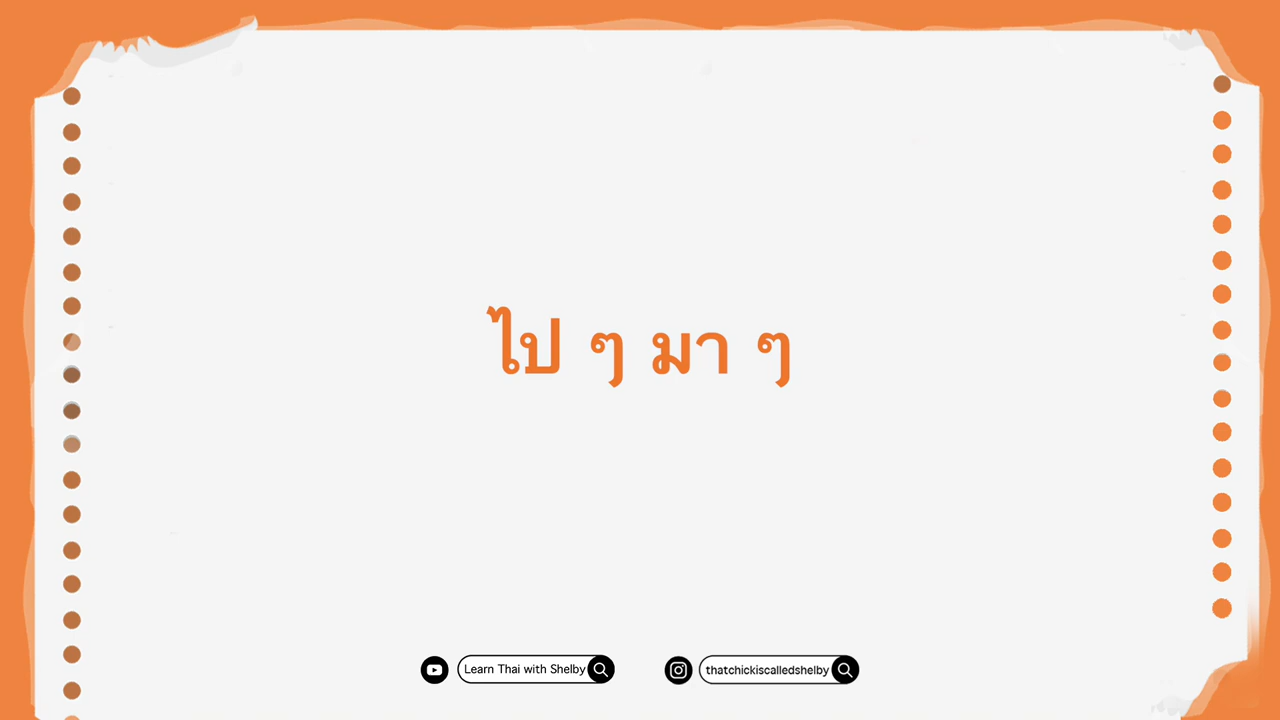 ไป ๆ มา ๆ
Learn Thai with Shelby
thatchickiscalledshelby